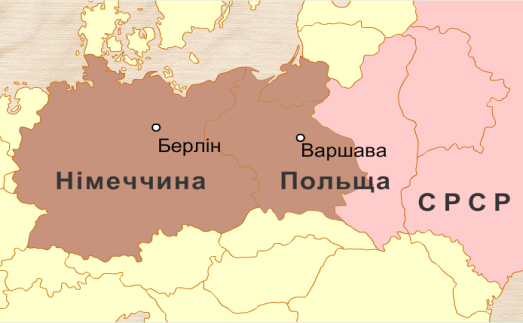 Берлін
Варшава
Німеччина
Польща
СРСР